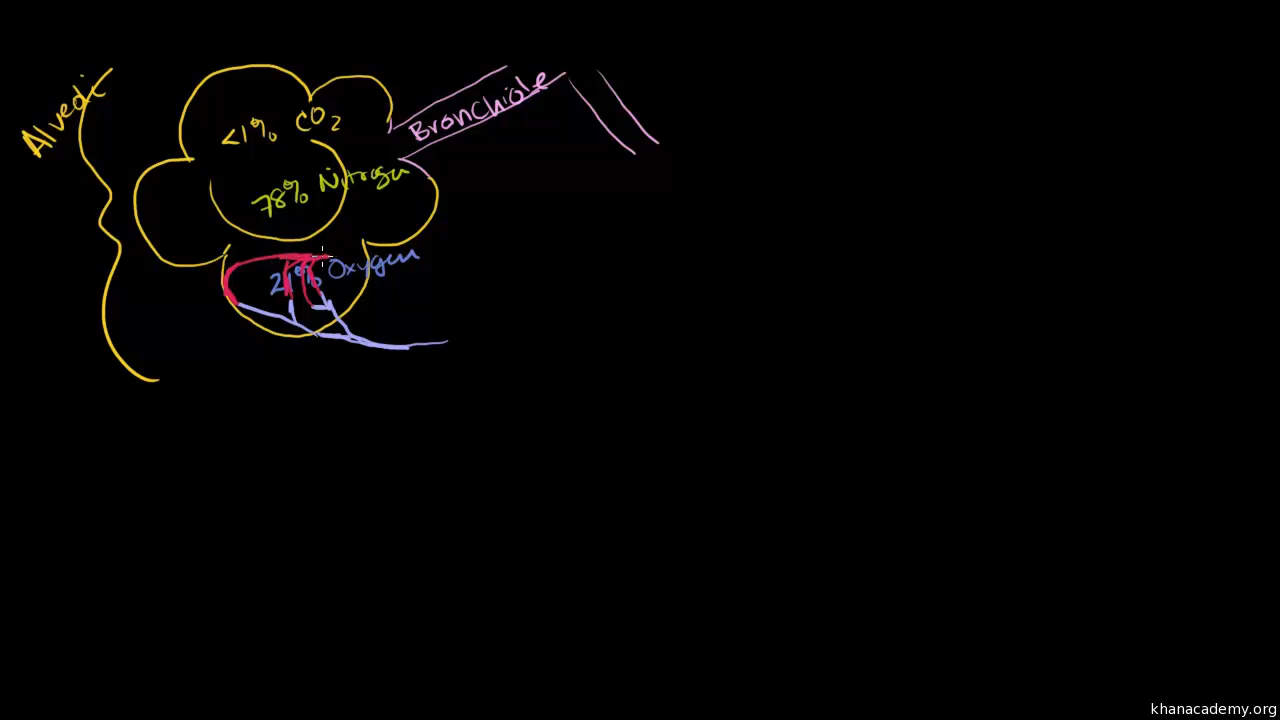 Alveoli
<1% CO2
78% Nitrogen
21% Oxygen
Bronchiole
khanacademy.org